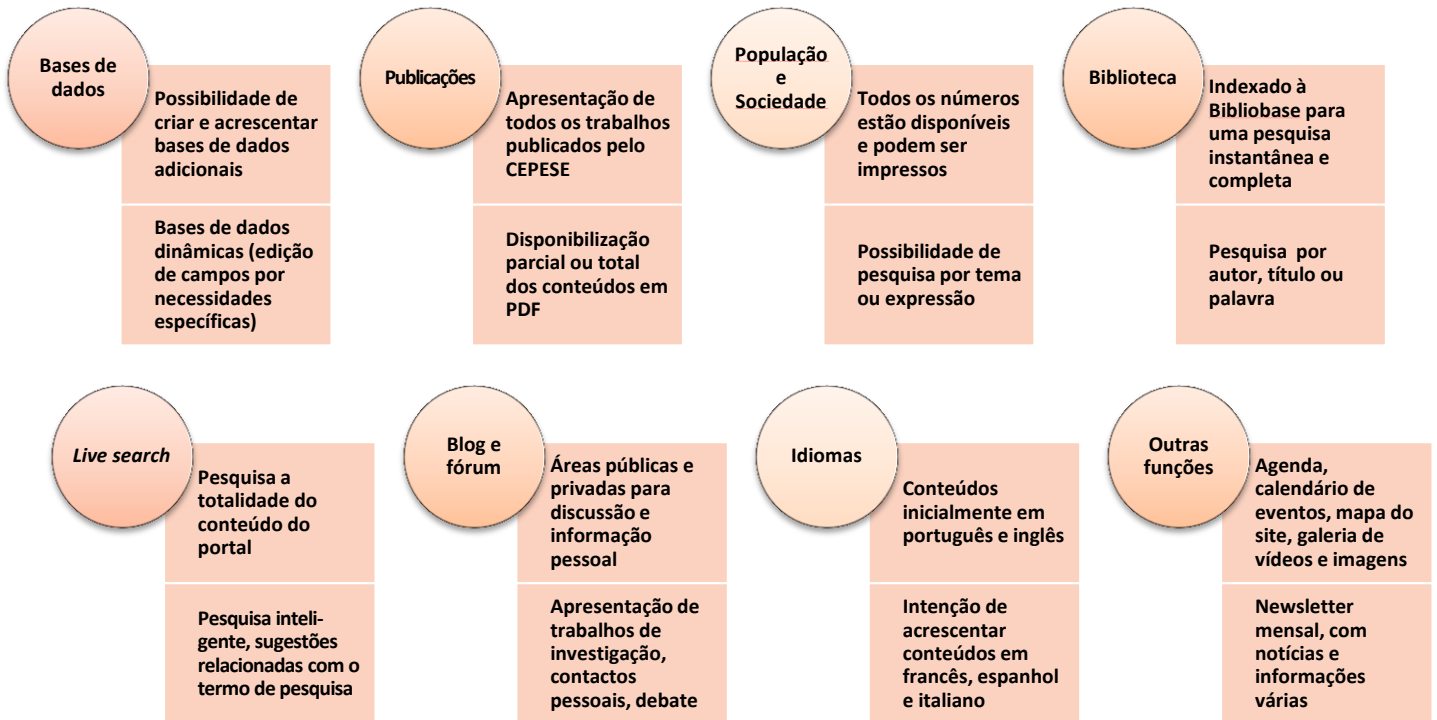 Bases de
dados
Possibilidade de
criar e acrescentar
bases de dados
adicionais
Bases de dados
dinâmicas (edição
de campos por
necessidades
específicas)
Publicações
Apresentação de
todos os trabalhos
publicados pelo
CEPESE
Disponibilização
parcial ou total
dos conteúdos em
PDF
População
e
Sociedade
Todos os números
estão disponíveis
e podem ser
impressos
Possibilidade de
pesquisa por tema
ou expressão
Biblioteca
Indexado à
Bibliobase para
uma pesquisa
instantânea e
completa
Pesquisa por
autor, título ou
palavra
Live search
Pesquisa a
totalidade do
conteúdo do
portal
Pesquisa inteli-
gente, sugestões
relacionadas com o
termo de pesquisa
Blog e
fórum
Áreas públicas e
privadas para
discussão e
informação
pessoal
Apresentação de
trabalhos de
investigação,
contactos
pessoais, debate
Idiomas
Conteúdos
inicialmente em
português e inglês
Intenção de
acrescentar
conteúdos em
francês, espanhol
e italiano
Outras
funções
Agenda,
calendário de
eventos, mapa do
site, galeria de
vídeos e imagens
Newsletter
mensal, com
notícias e
informações
várias